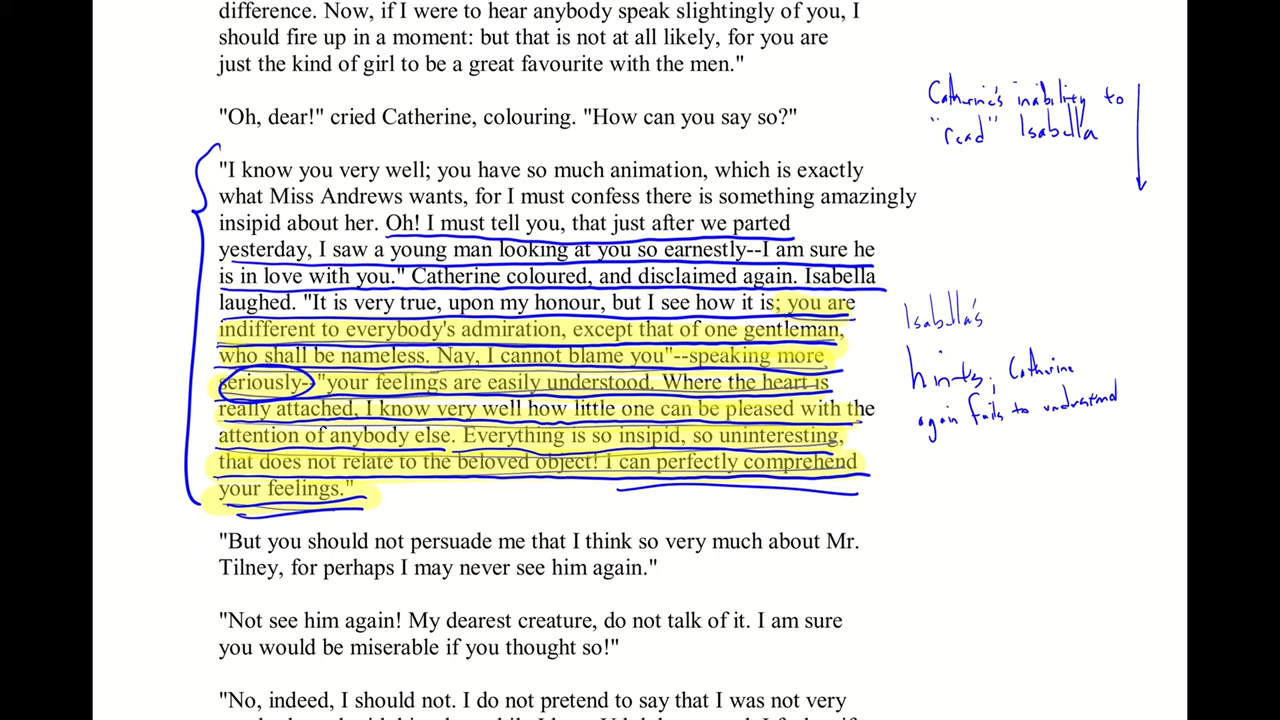 difference. Now, if I were to hear anybody speak slightingly of you, I
should fire up in a moment: but that is not at all likely, for you are
just the kind of girl to be a great favourite with the men."
"Oh, dear!" cried Catherine, colouring. "How can you say so?"
"I know you very well; you have so much animation, which is exactly
what Miss Andrews wants, for I must confess there is something amazingly
insipid about her. Oh! I must tell you, that just after we parted
yesterday, I saw a young man looking at you so earnestly--I am sure he
is in love with you." Catherine coloured, and disclaimed again. Isabella
laughed. "It is very true, upon my honour, but I see how it is; you are
indifferent to everybody's admiration, except that of one gentleman,
who shall be nameless. Nay, I cannot blame you"--speaking more
seriously--"your feelings are easily understood. Where the heart is
really attached, I know very well how little one can be pleased with the
attention of anybody else. Everything is so insipid, so uninteresting,
that does not relate to the beloved object! I can perfectly comprehend
your feelings."
"But you should not persuade me that I think so very much about Mr.
Tilney, for perhaps I may never see him again."
"Not see him again! My dearest creature, do not talk of it. I am sure
you would be miserable if you thought so!"
"No, indeed, I should not. I do not pretend to say that I was not very
Catherine's inability to
"read" Isabella
Isabella's
hints; Catherine
again fails to understand